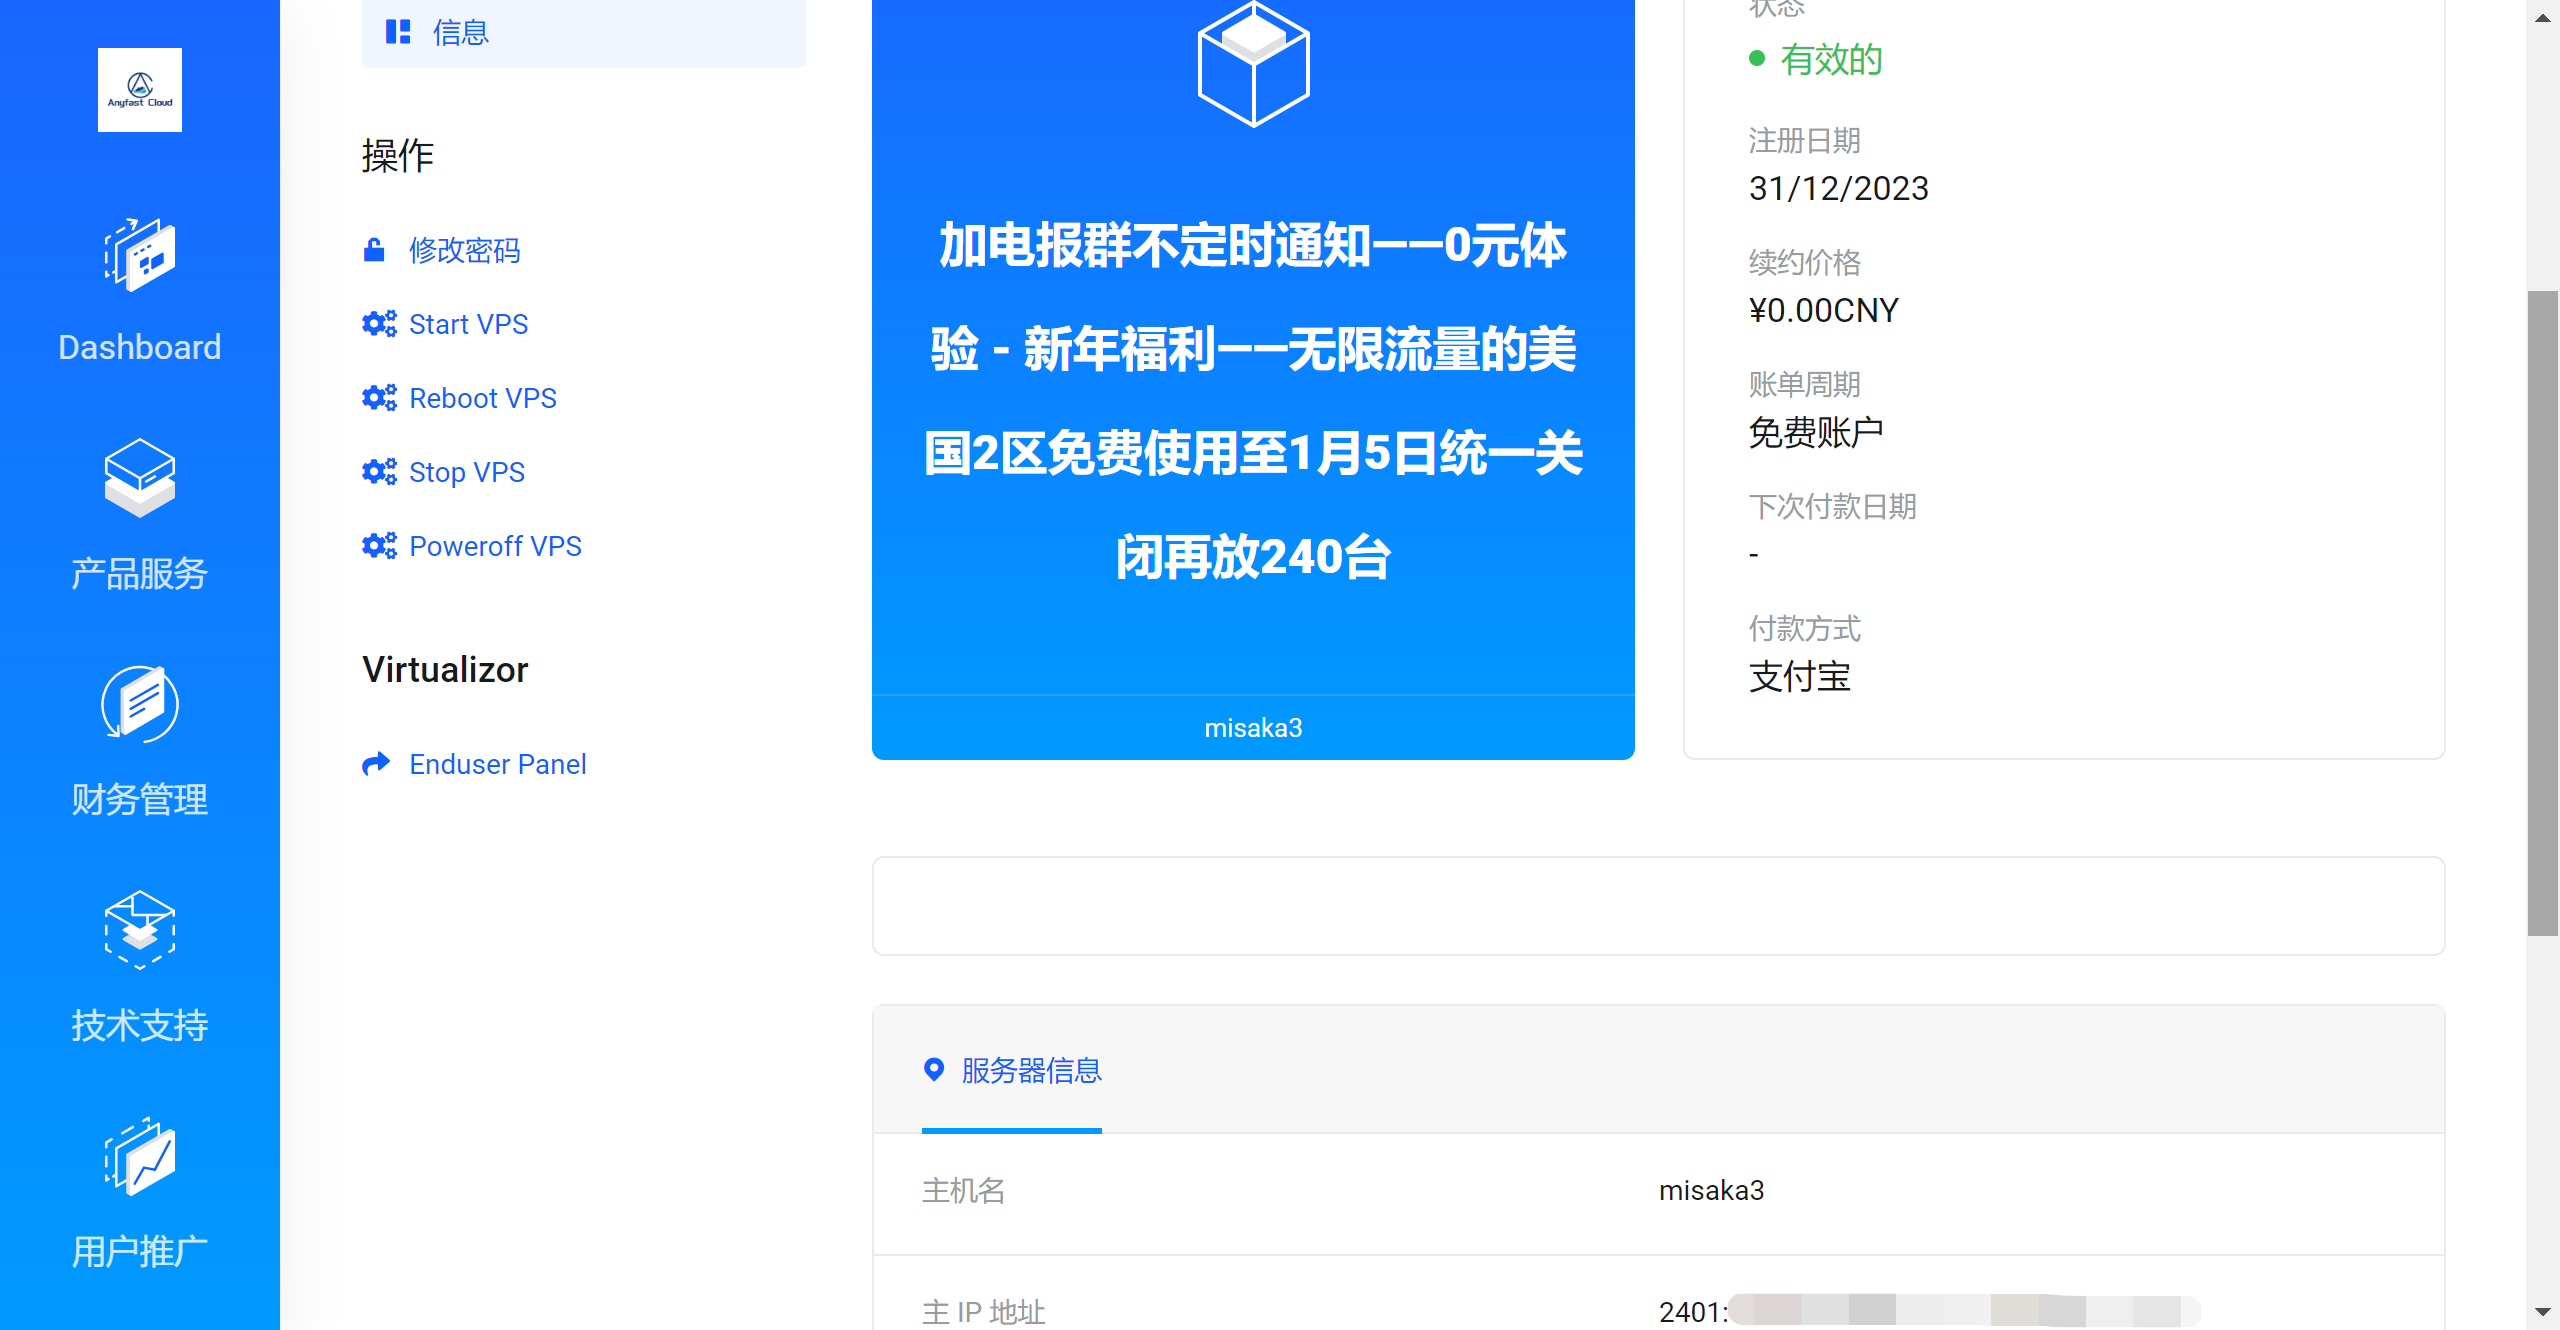 Anyfast Cloud
Dashboard
产品服务
财务管理
技术支持
用户推广
信息
操作
修改密码
Start VPS
Reboot VPS
Stop VPS
Poweroff VPS
Virtualizor
Enduser Panel
加电报群不定时通知——0元体
验 - 新年福利——无限流量的美
国2区免费使用至1月5日统一关
闭再放240台
misaka3
状态
有效的
注册日期
31/12/2023
续约价格
¥0.00CNY
账单周期
免费账户
下次付款日期
-
付款方式
支付宝
服务器信息
主机名 misaka3
主 IP 地址 2401: